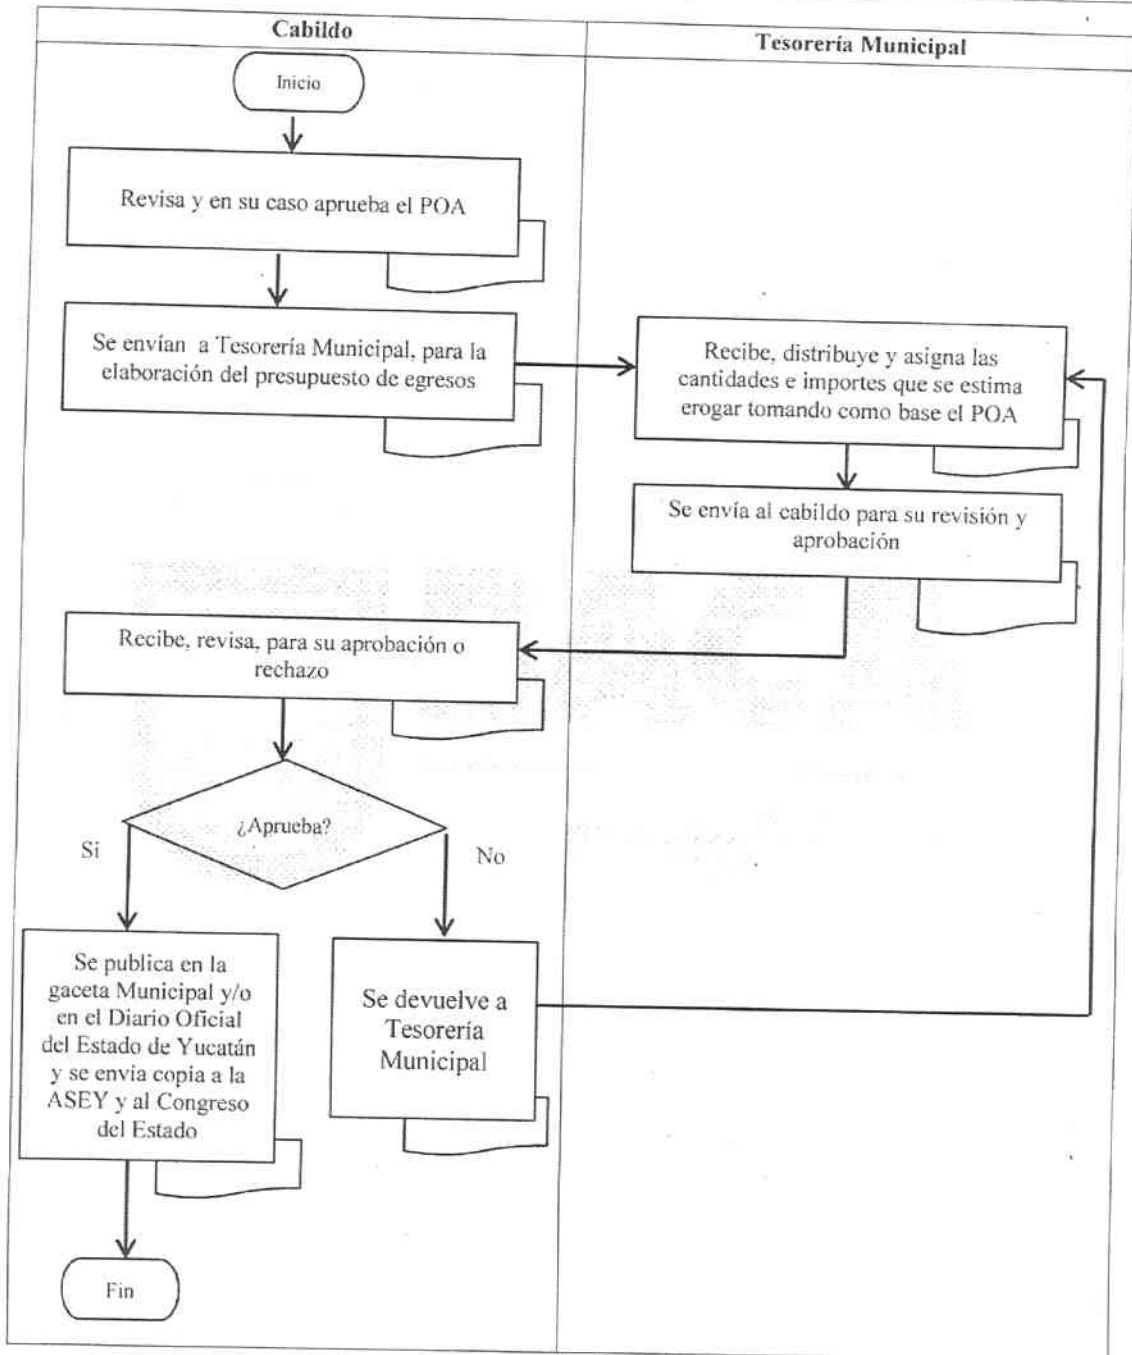 Cabildo
Tesorería Municipal
Inicio
Revisa y en su caso aprueba el POA
Se envían a Tesorería Municipal, para la
elaboración del presupuesto de egresos
Recibe, distribuye y asigna las
cantidades e importes que se estima
erogar tomando como base el POA
Se envía al cabildo para su revisión y
aprobación
Recibe, revisa, para su aprobación o
rechazo
¿Aprueba?
Si
No
Se publica en la
gaceta Municipal y/o
en el Diario Oficial
del Estado de Yucatán
y se envía copia a la
ASEY y al Congreso
del Estado
Se devuelve a
Tesorería
Municipal
Fin